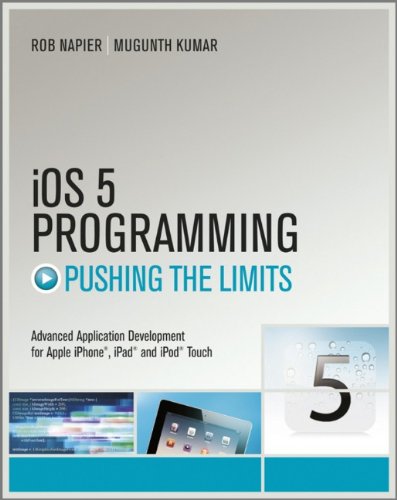 ROB NAPIER | MUGUNTH KUMAR
iOS 5
PROGRAMMING
PUSHING THE LIMITS
Advanced Application Development
for Apple iPhone®, iPad® and iPod® Touch
5